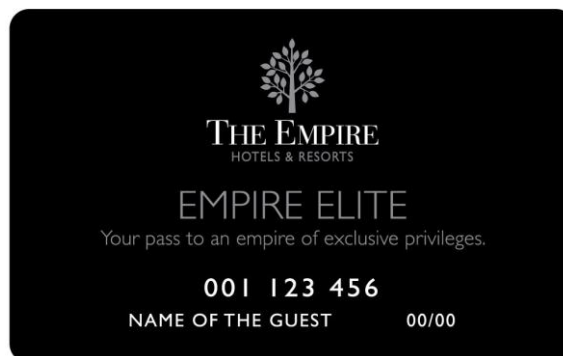 THE EMPIRE
HOTELS & RESORTS
EMPIRE ELITE
Your pass to an empire of exclusive privileges.
001 123 456
NAME OF THE GUEST 00/00